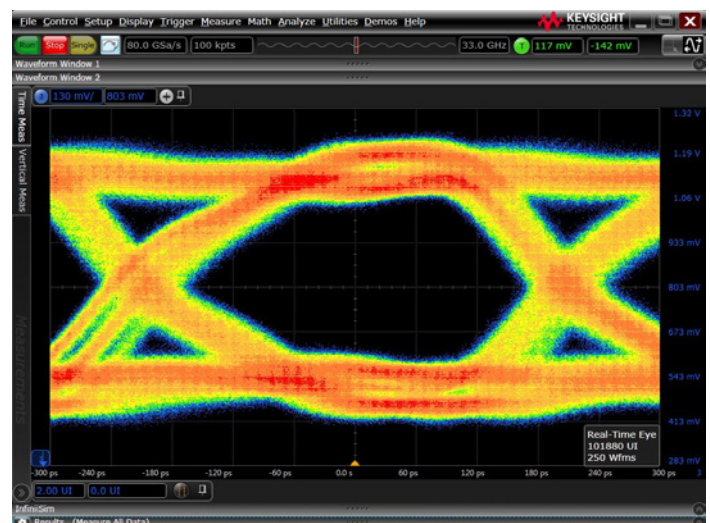 File Control Setup Display Trigger Measure Math Analyze Utilities Demos Help
KEYSIGHT
TECHNOLOGIES
Run Stop Single 80.0 GSa/s 100 kpts 33.0 GHz T 117 mV -142 mV
Waveform Window 1
Waveform Window 2
130 mV/ 803 mV
Time Meas
Vertical Meas
Measurements
1.32 V
1.19 V
1.06 V
933 mV
803 mV
673 mV
543 mV
413 mV
283 mV
Real-Time Eye
101880 UI
250 Wfms
-300 ps -240 ps -180 ps -120 ps -60 ps 0.0 s 60 ps 120 ps 180 ps 240 ps 300 ps 3
2.00 UI 0.0 UI
InfiniiSim
Results (Measure All Data)